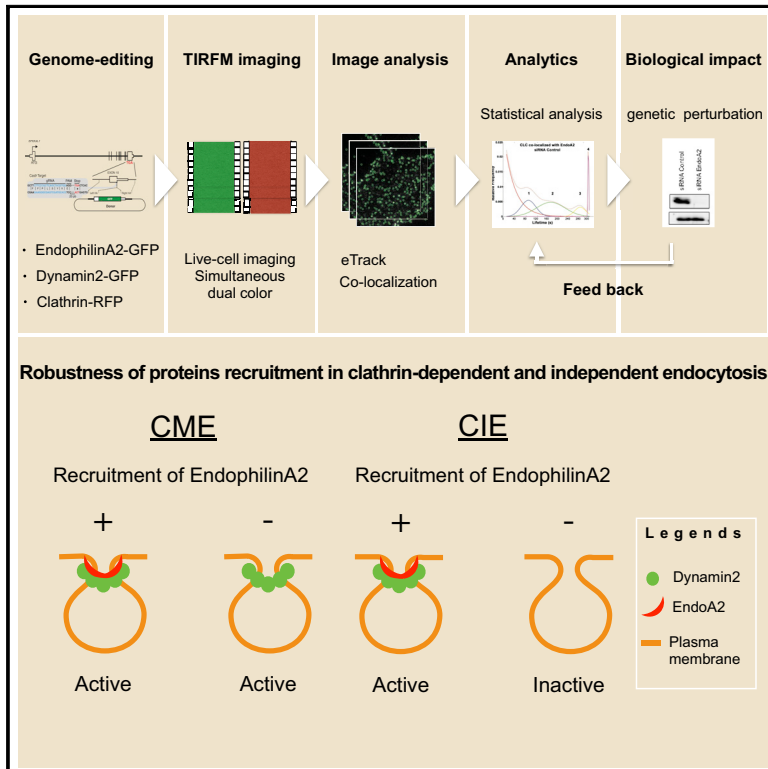 Genome-editing
TIRFM imaging
Image analysis
Analytics
Biological impact
Statistical analysis
genetic perturbation
CLC co-localized with EndoA2
siRNA Control
Lifetime (s)
siRNA Control
siRNA EndoA2
· EndophilinA2-GFP
· Dynamin2-GFP
· Clathrin-RFP
Live-cell imaging
Simultaneous
dual color
eTrack
Co-localization
Feed back
Robustness of proteins recruitment in clathrin-dependent and independent endocytosis
CME
CIE
Recruitment of EndophilinA2
Recruitment of EndophilinA2
+
-
+
-
Active
Active
Active
Inactive
Legends
Dynamin2
EndoA2
Plasma
membrane